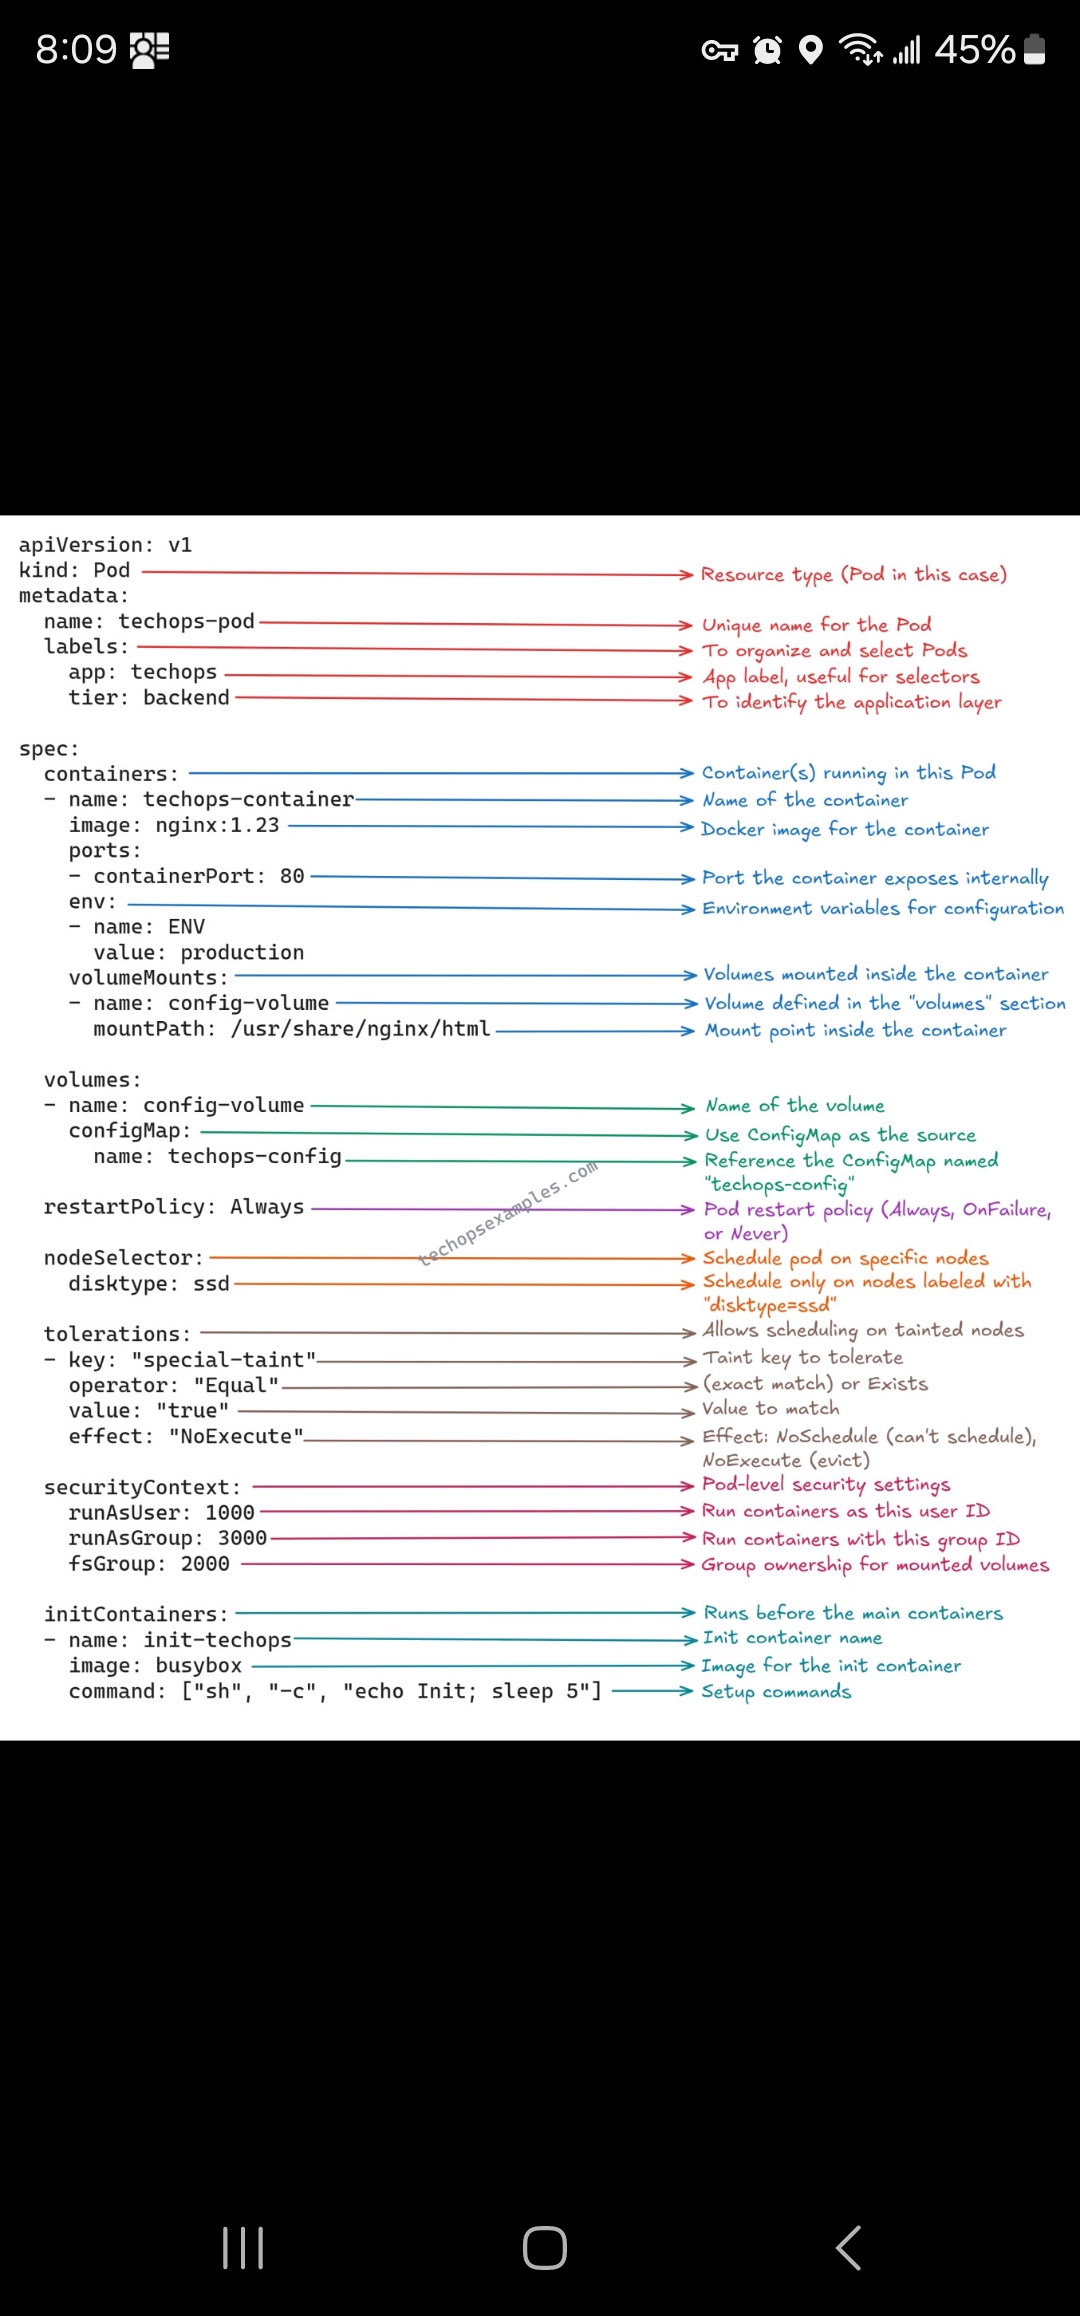 8:09
45%
apiVersion: v1
kind: Pod Resource type (Pod in this case)
metadata:
name: techops-pod Unique name for the Pod
labels: To organize and select Pods
app: techops App label, useful for selectors
tier: backend To identify the application layer
spec:
containers: Container(s) running in this Pod
- name: techops-container Name of the container
image: nginx:1.23 Docker image for the container
ports:
- containerPort: 80 Port the container exposes internally
env: Environment variables for configuration
- name: ENV
value: production
volumeMounts: Volumes mounted inside the container
- name: config-volume Volume defined in the "volumes" section
mountPath: /usr/share/nginx/html Mount point inside the container
volumes:
- name: config-volume Name of the volume
configMap: Use ConfigMap as the source
name: techops-config Reference the ConfigMap named
"techops-config"
techopsexamples.com
restartPolicy: Always Pod restart policy (Always, OnFailure,
or Never)
nodeSelector: Schedule pod on specific nodes
disktype: ssd Schedule only on nodes labeled with
"disktype=ssd"
tolerations: Allows scheduling on tainted nodes
- key: "special-taint" Taint key to tolerate
operator: "Equal" (exact match) or Exists
value: "true" Value to match
effect: "NoExecute" Effect: NoSchedule (can't schedule),
NoExecute (evict)
securityContext: Pod-level security settings
runAsUser: 1000 Run containers as this user ID
runAsGroup: 3000 Run containers with this group ID
fsGroup: 2000 Group ownership for mounted volumes
initContainers: Runs before the main containers
- name: init-techops Init container name
image: busybox Image for the init container
command: ["sh", "-c", "echo Init; sleep 5"] Setup commands